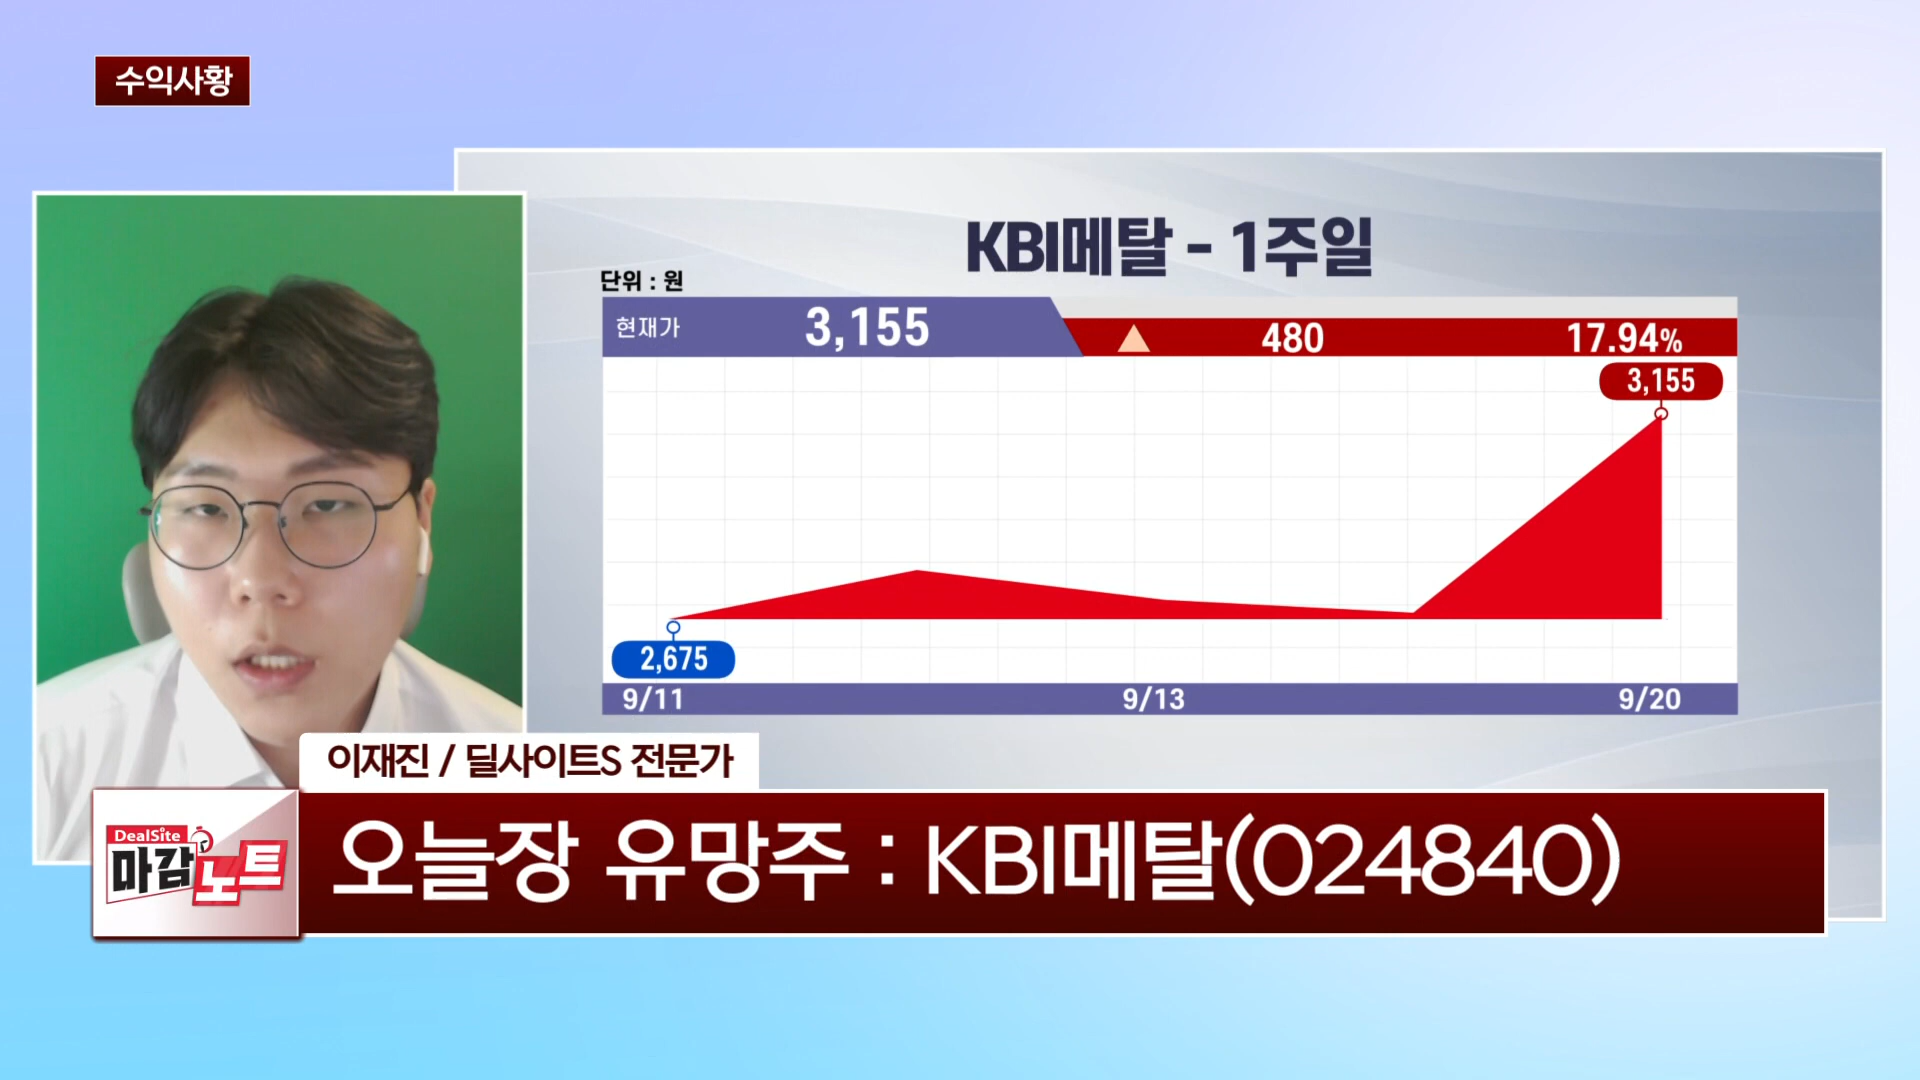 수익사황
KBI메탈 - 1주일
단위 : 원
현재가 3,155 ▲ 480 17.94%
3,155
2,675
9/11 9/13 9/20
이재진 / 딜사이트S 전문가
DealSite
마감노트
오늘장 유망주 : KBI메탈(024840)